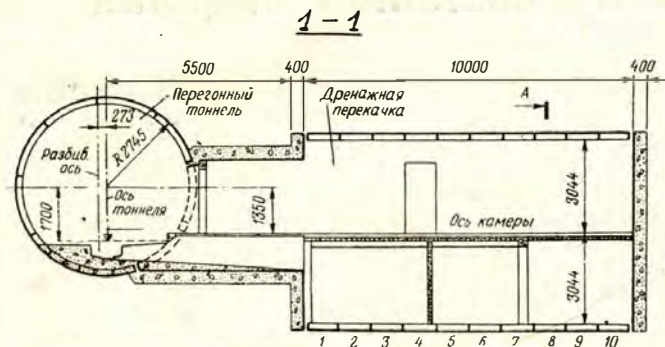 1-1
5500
400
10000
400
Перегонный
тоннель
273
R 2745
Разбив.
ось
Ось
тоннеля
1700
1350
Дренажная
перекачка
А
Ось камеры
3044
3044
1 2 3 4 5 6 7 8 9 10